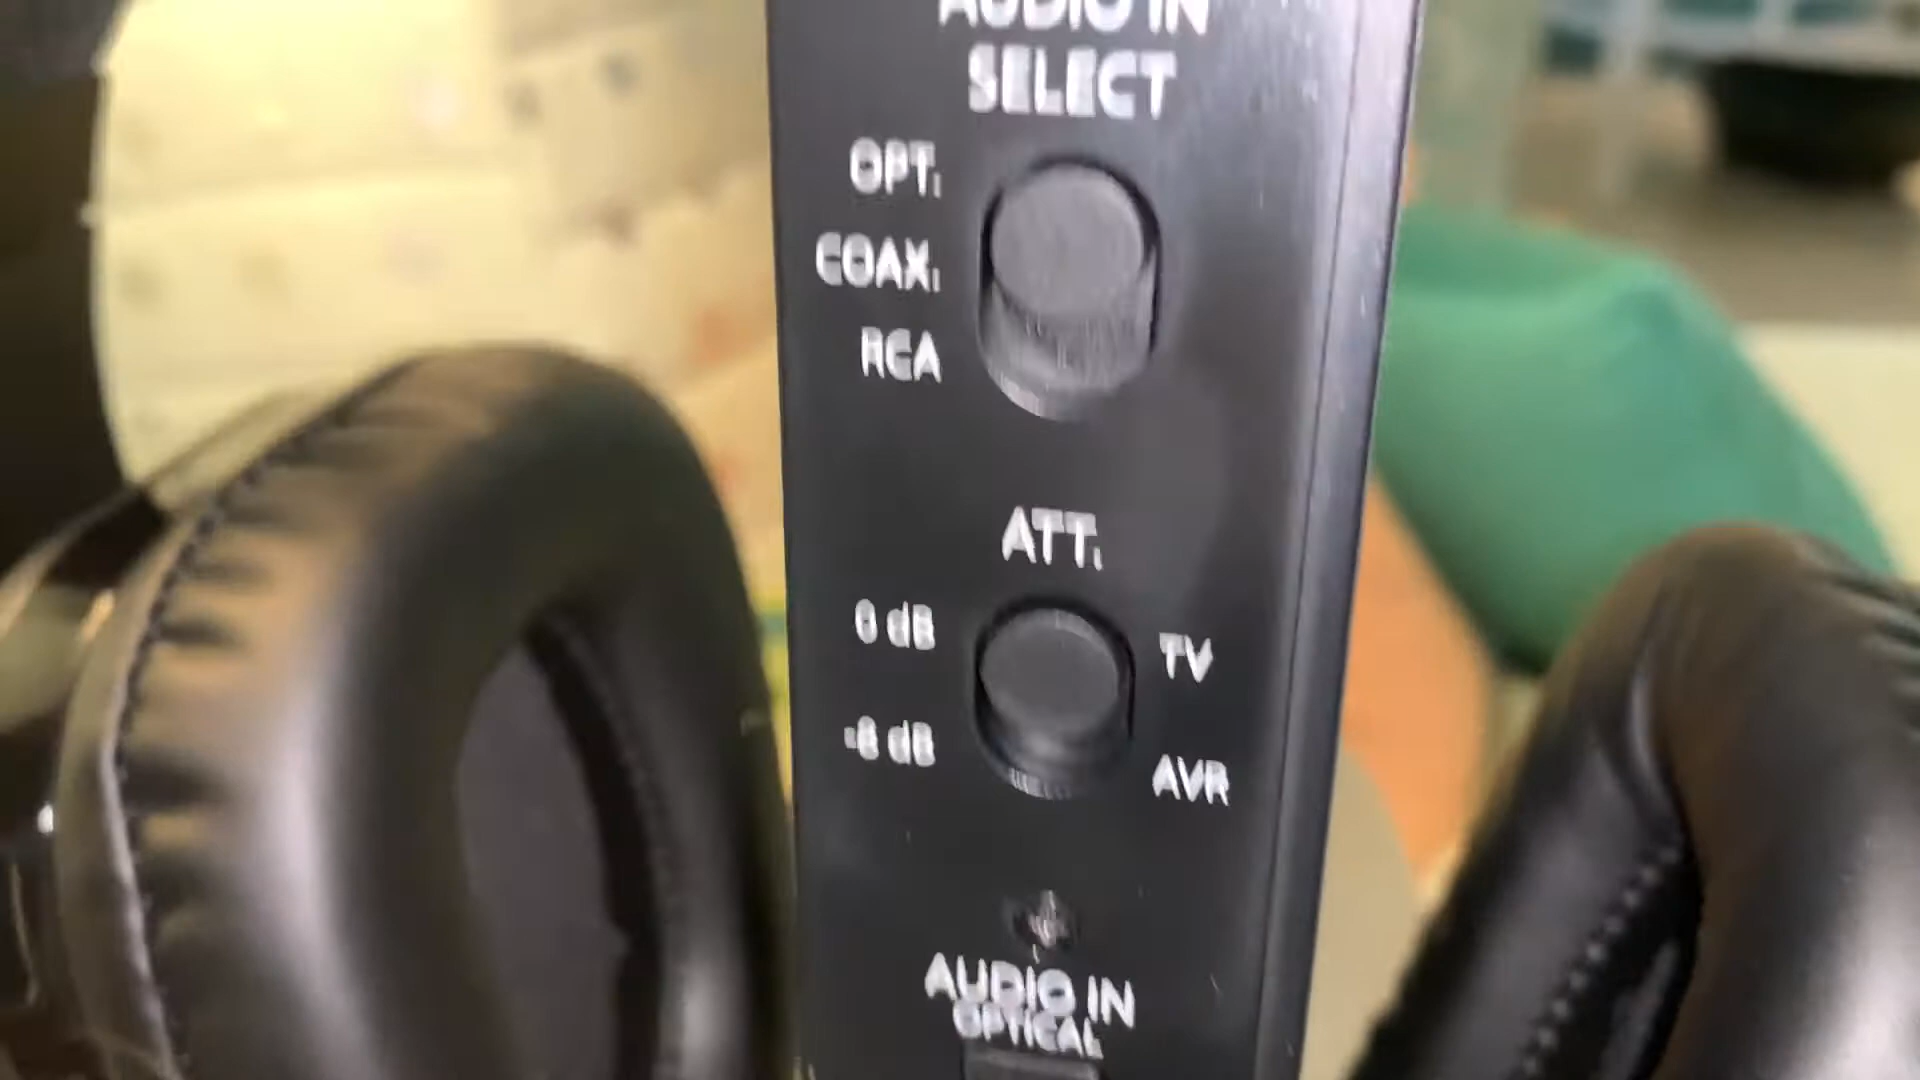 AUDIO IN
SELECT
OPT.
COAX.
RCA
ATT.
0 dB
TV
-8 dB
AVR
AUDIO IN
OPTICAL